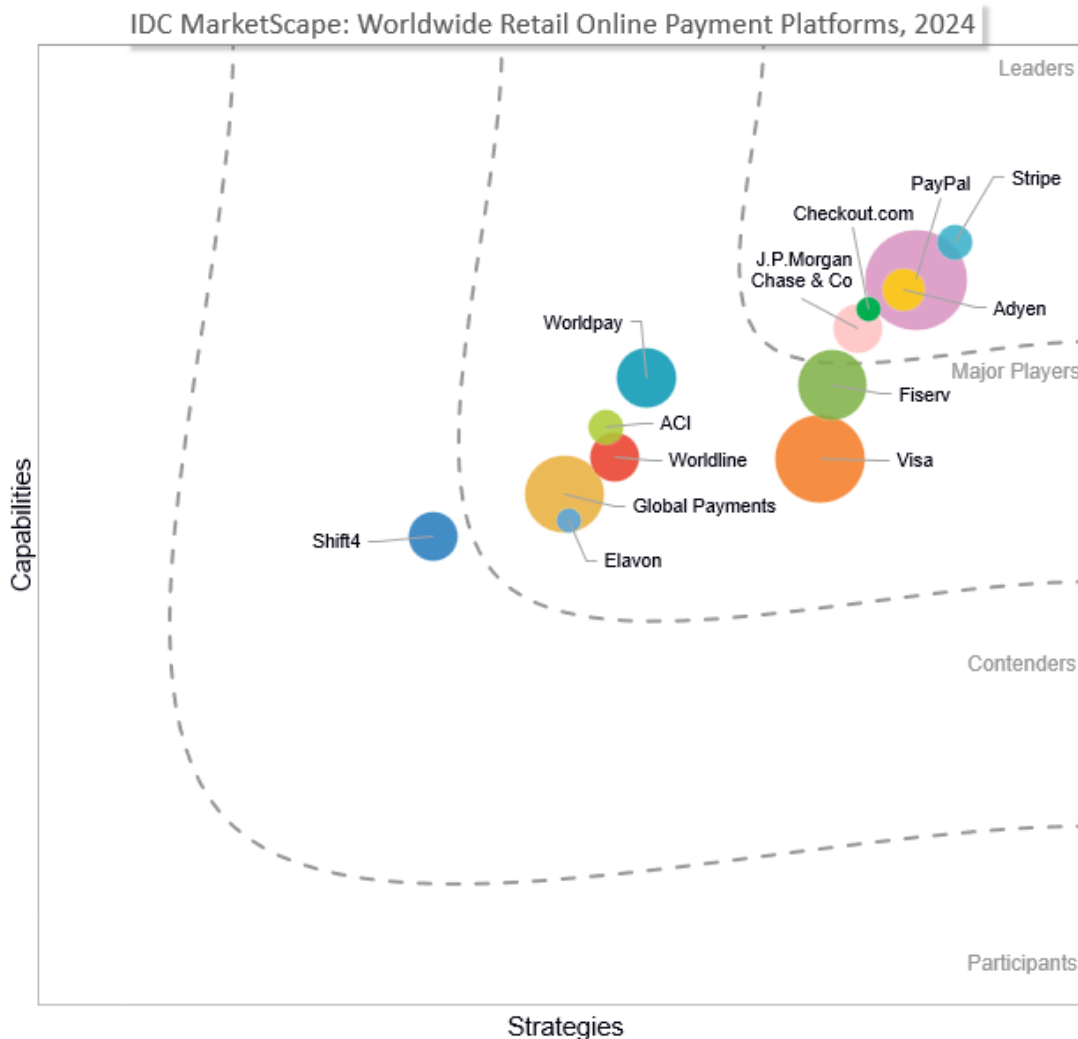 IDC MarketScape: Worldwide Retail Online Payment Platforms, 2024
Leaders
PayPal
Stripe
Checkout.com
J.P.Morgan
Chase & Co
Adyen
Worldpay
Major Players
Fiserv
ACI
Worldline
Visa
Global Payments
Shift4
Elavon
Capabilities
Contenders
Participants
Strategies